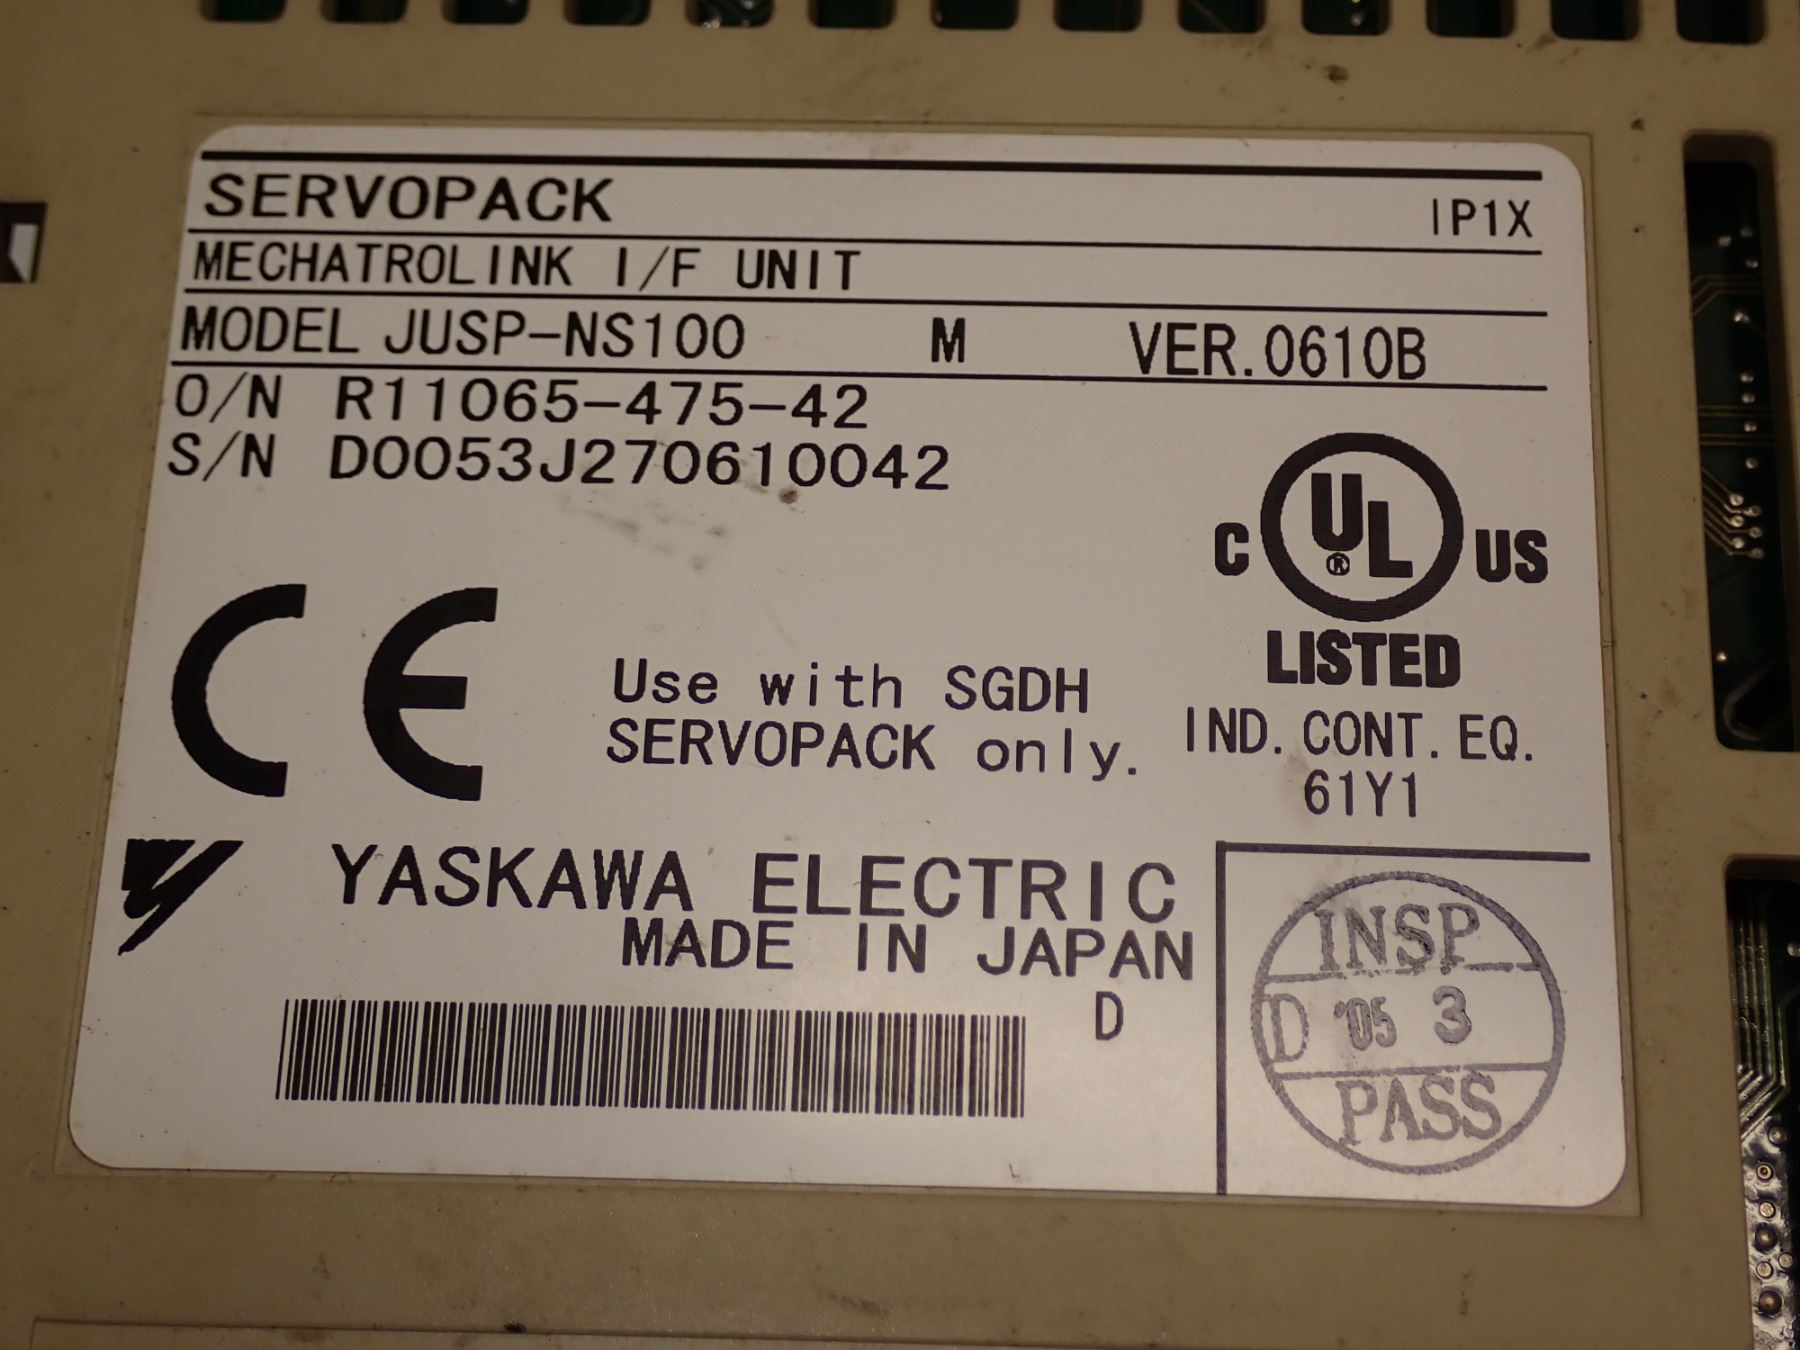 SERVOPACK IP1X
MECHATROLINK I/F UNIT
MODEL JUSP-NS100 M VER.0610B
O/N R11065-475-42
S/N D0053J270610042
C UL® US
LISTED
CE
Use with SGDH
SERVOPACK only.
IND. CONT. EQ.
61Y1
YASKAWA ELECTRIC
MADE IN JAPAN
D
INSP
D '05 3
PASS